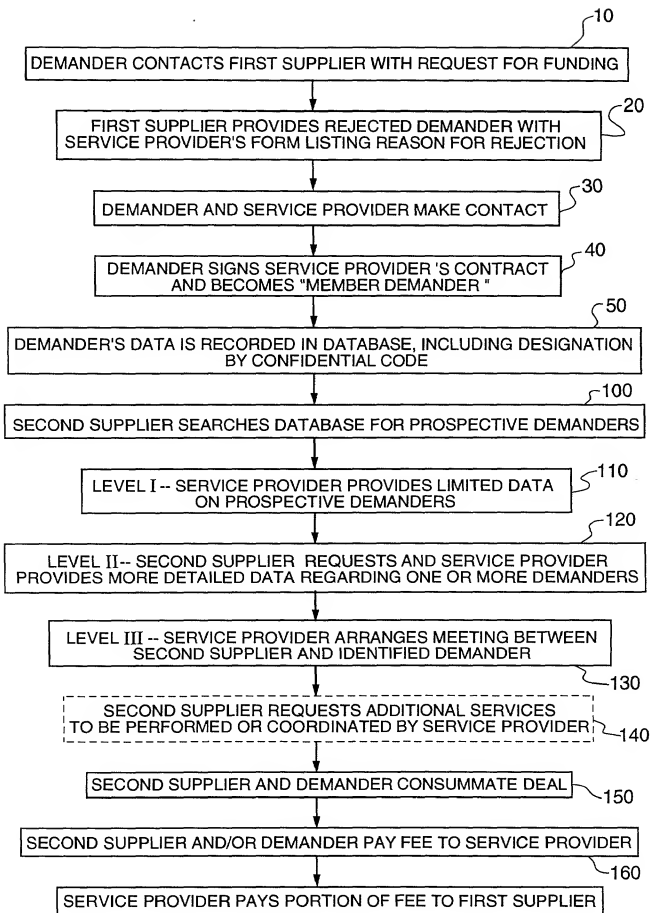 10
DEMANDER CONTACTS FIRST SUPPLIER WITH REQUEST FOR FUNDING
20
FIRST SUPPLIER PROVIDES REJECTED DEMANDER WITH
SERVICE PROVIDER'S FORM LISTING REASON FOR REJECTION
30
DEMANDER AND SERVICE PROVIDER MAKE CONTACT
40
DEMANDER SIGNS SERVICE PROVIDER 'S CONTRACT
AND BECOMES "MEMBER DEMANDER "
50
DEMANDER'S DATA IS RECORDED IN DATABASE, INCLUDING DESIGNATION
BY CONFIDENTIAL CODE
100
SECOND SUPPLIER SEARCHES DATABASE FOR PROSPECTIVE DEMANDERS
110
LEVEL I -- SERVICE PROVIDER PROVIDES LIMITED DATA
ON PROSPECTIVE DEMANDERS
120
LEVEL II-- SECOND SUPPLIER REQUESTS AND SERVICE PROVIDER
PROVIDES MORE DETAILED DATA REGARDING ONE OR MORE DEMANDERS
LEVEL III -- SERVICE PROVIDER ARRANGES MEETING BETWEEN
SECOND SUPPLIER AND IDENTIFIED DEMANDER
130
SECOND SUPPLIER REQUESTS ADDITIONAL SERVICES
TO BE PERFORMED OR COORDINATED BY SERVICE PROVIDER
140
SECOND SUPPLIER AND DEMANDER CONSUMMATE DEAL
150
SECOND SUPPLIER AND/OR DEMANDER PAY FEE TO SERVICE PROVIDER
160
SERVICE PROVIDER PAYS PORTION OF FEE TO FIRST SUPPLIER